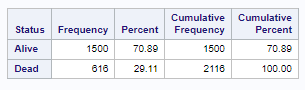 Status Frequency Percent Cumulative Frequency Cumulative Percent
Alive 1500 70.89 1500 70.89
Dead 616 29.11 2116 100.00